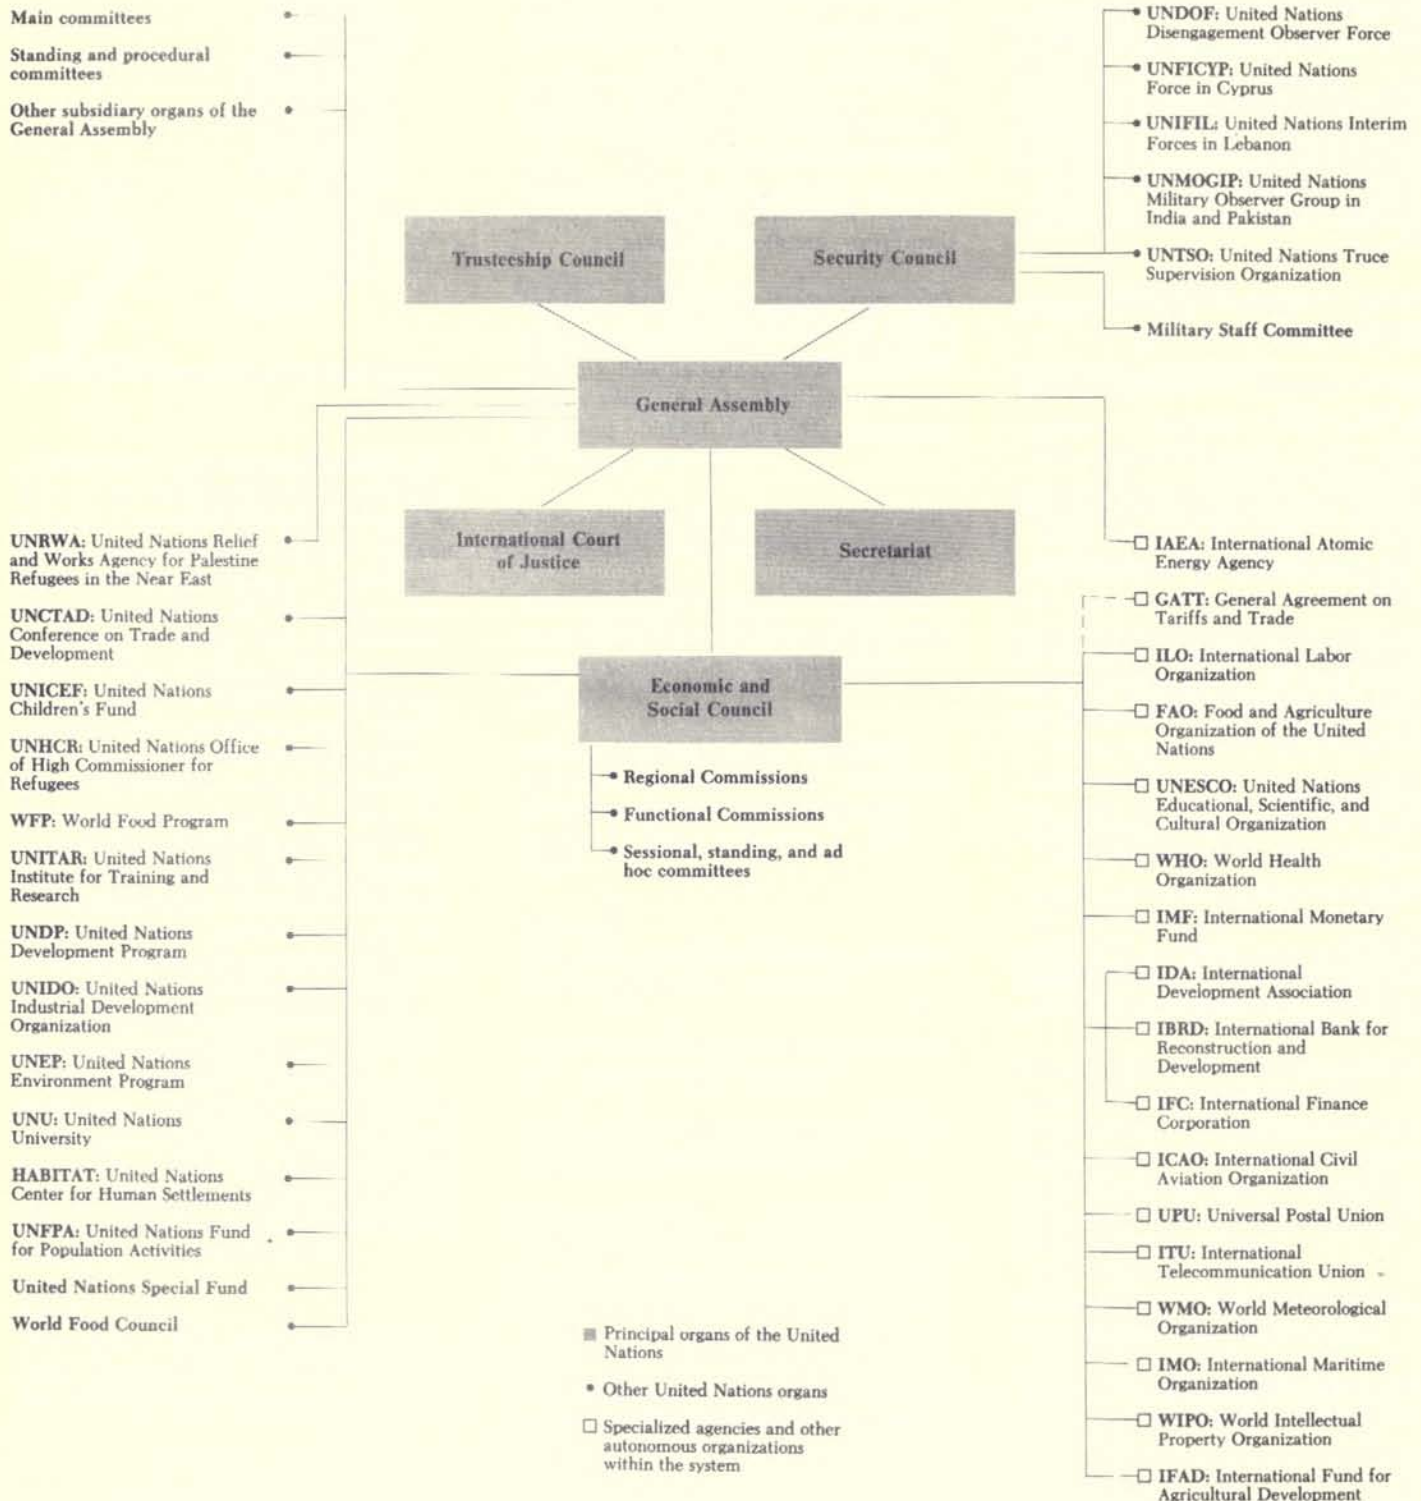 Main committees
Standing and procedural
committees
Other subsidiary organs of the
General Assembly
UNDOF: United Nations
Disengagement Observer Force
UNFICYP: United Nations
Force in Cyprus
UNIFIL: United Nations Interim
Forces in Lebanon
UNMOGIP: United Nations
Military Observer Group in
India and Pakistan
UNTSO: United Nations Truce
Supervision Organization
Military Staff Committee
Trusteeship Council
Security Council
General Assembly
International Court
of Justice
Secretariat
Economic and
Social Council
Regional Commissions
Functional Commissions
Sessional, standing, and ad
hoc committees
UNRWA: United Nations Relief
and Works Agency for Palestine
Refugees in the Near East
UNCTAD: United Nations
Conference on Trade and
Development
UNICEF: United Nations
Children's Fund
UNHCR: United Nations Office
of High Commissioner for
Refugees
WFP: World Food Program
UNITAR: United Nations
Institute for Training and
Research
UNDP: United Nations
Development Program
UNIDO: United Nations
Industrial Development
Organization
UNEP: United Nations
Environment Program
UNU: United Nations
University
HABITAT: United Nations
Center for Human Settlements
UNFPA: United Nations Fund
for Population Activities
United Nations Special Fund
World Food Council
IAEA: International Atomic
Energy Agency
GATT: General Agreement on
Tariffs and Trade
ILO: International Labor
Organization
FAO: Food and Agriculture
Organization of the United
Nations
UNESCO: United Nations
Educational, Scientific, and
Cultural Organization
WHO: World Health
Organization
IMF: International Monetary
Fund
IDA: International
Development Association
IBRD: International Bank for
Reconstruction and
Development
IFC: International Finance
Corporation
ICAO: International Civil
Aviation Organization
UPU: Universal Postal Union
ITU: International
Telecommunication Union
WMO: World Meteorological
Organization
IMO: International Maritime
Organization
WIPO: World Intellectual
Property Organization
IFAD: International Fund for
Agricultural Development
Principal organs of the United
Nations
Other United Nations organs
Specialized agencies and other
autonomous organizations
within the system